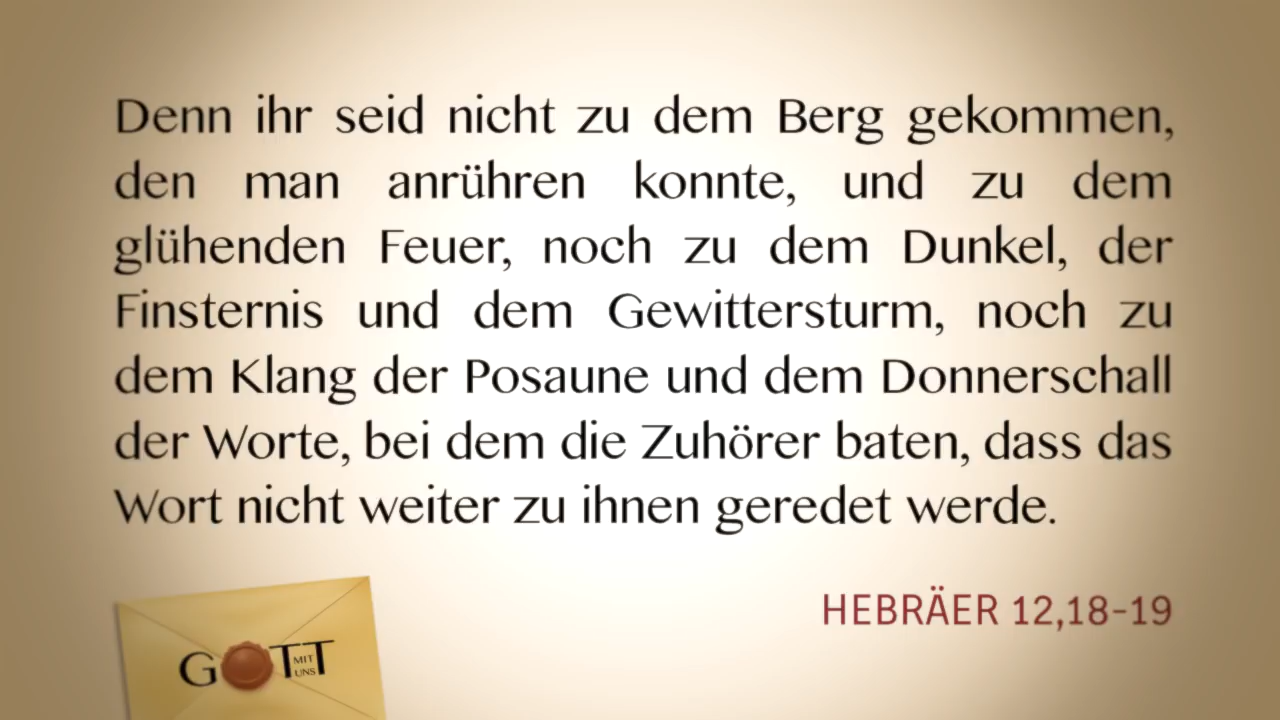 Denn ihr seid nicht zu dem Berg gekommen,
den man anrühren konnte, und zu dem
glühenden Feuer, noch zu dem Dunkel, der
Finsternis und dem Gewittersturm, noch zu
dem Klang der Posaune und dem Donnerschall
der Worte, bei dem die Zuhörer baten, dass das
Wort nicht weiter zu ihnen geredet werde.
HEBRÄER 12,18-19
GOTT
MIT
UNS